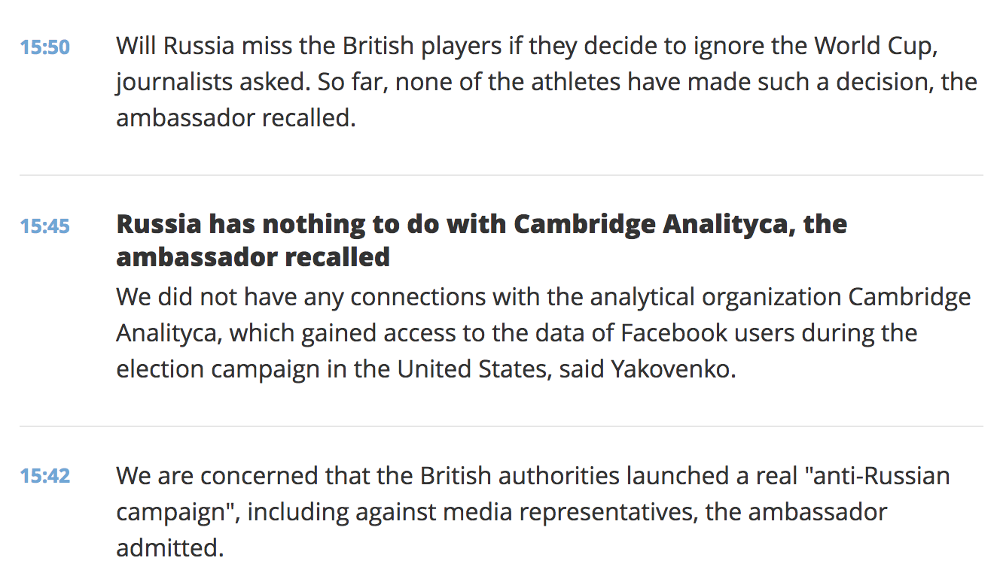 15:50
Will Russia miss the British players if they decide to ignore the World Cup,
journalists asked. So far, none of the athletes have made such a decision, the
ambassador recalled.
15:45
Russia has nothing to do with Cambridge Analityca, the
ambassador recalled
We did not have any connections with the analytical organization Cambridge
Analityca, which gained access to the data of Facebook users during the
election campaign in the United States, said Yakovenko.
15:42
We are concerned that the British authorities launched a real "anti-Russian
campaign", including against media representatives, the ambassador
admitted.